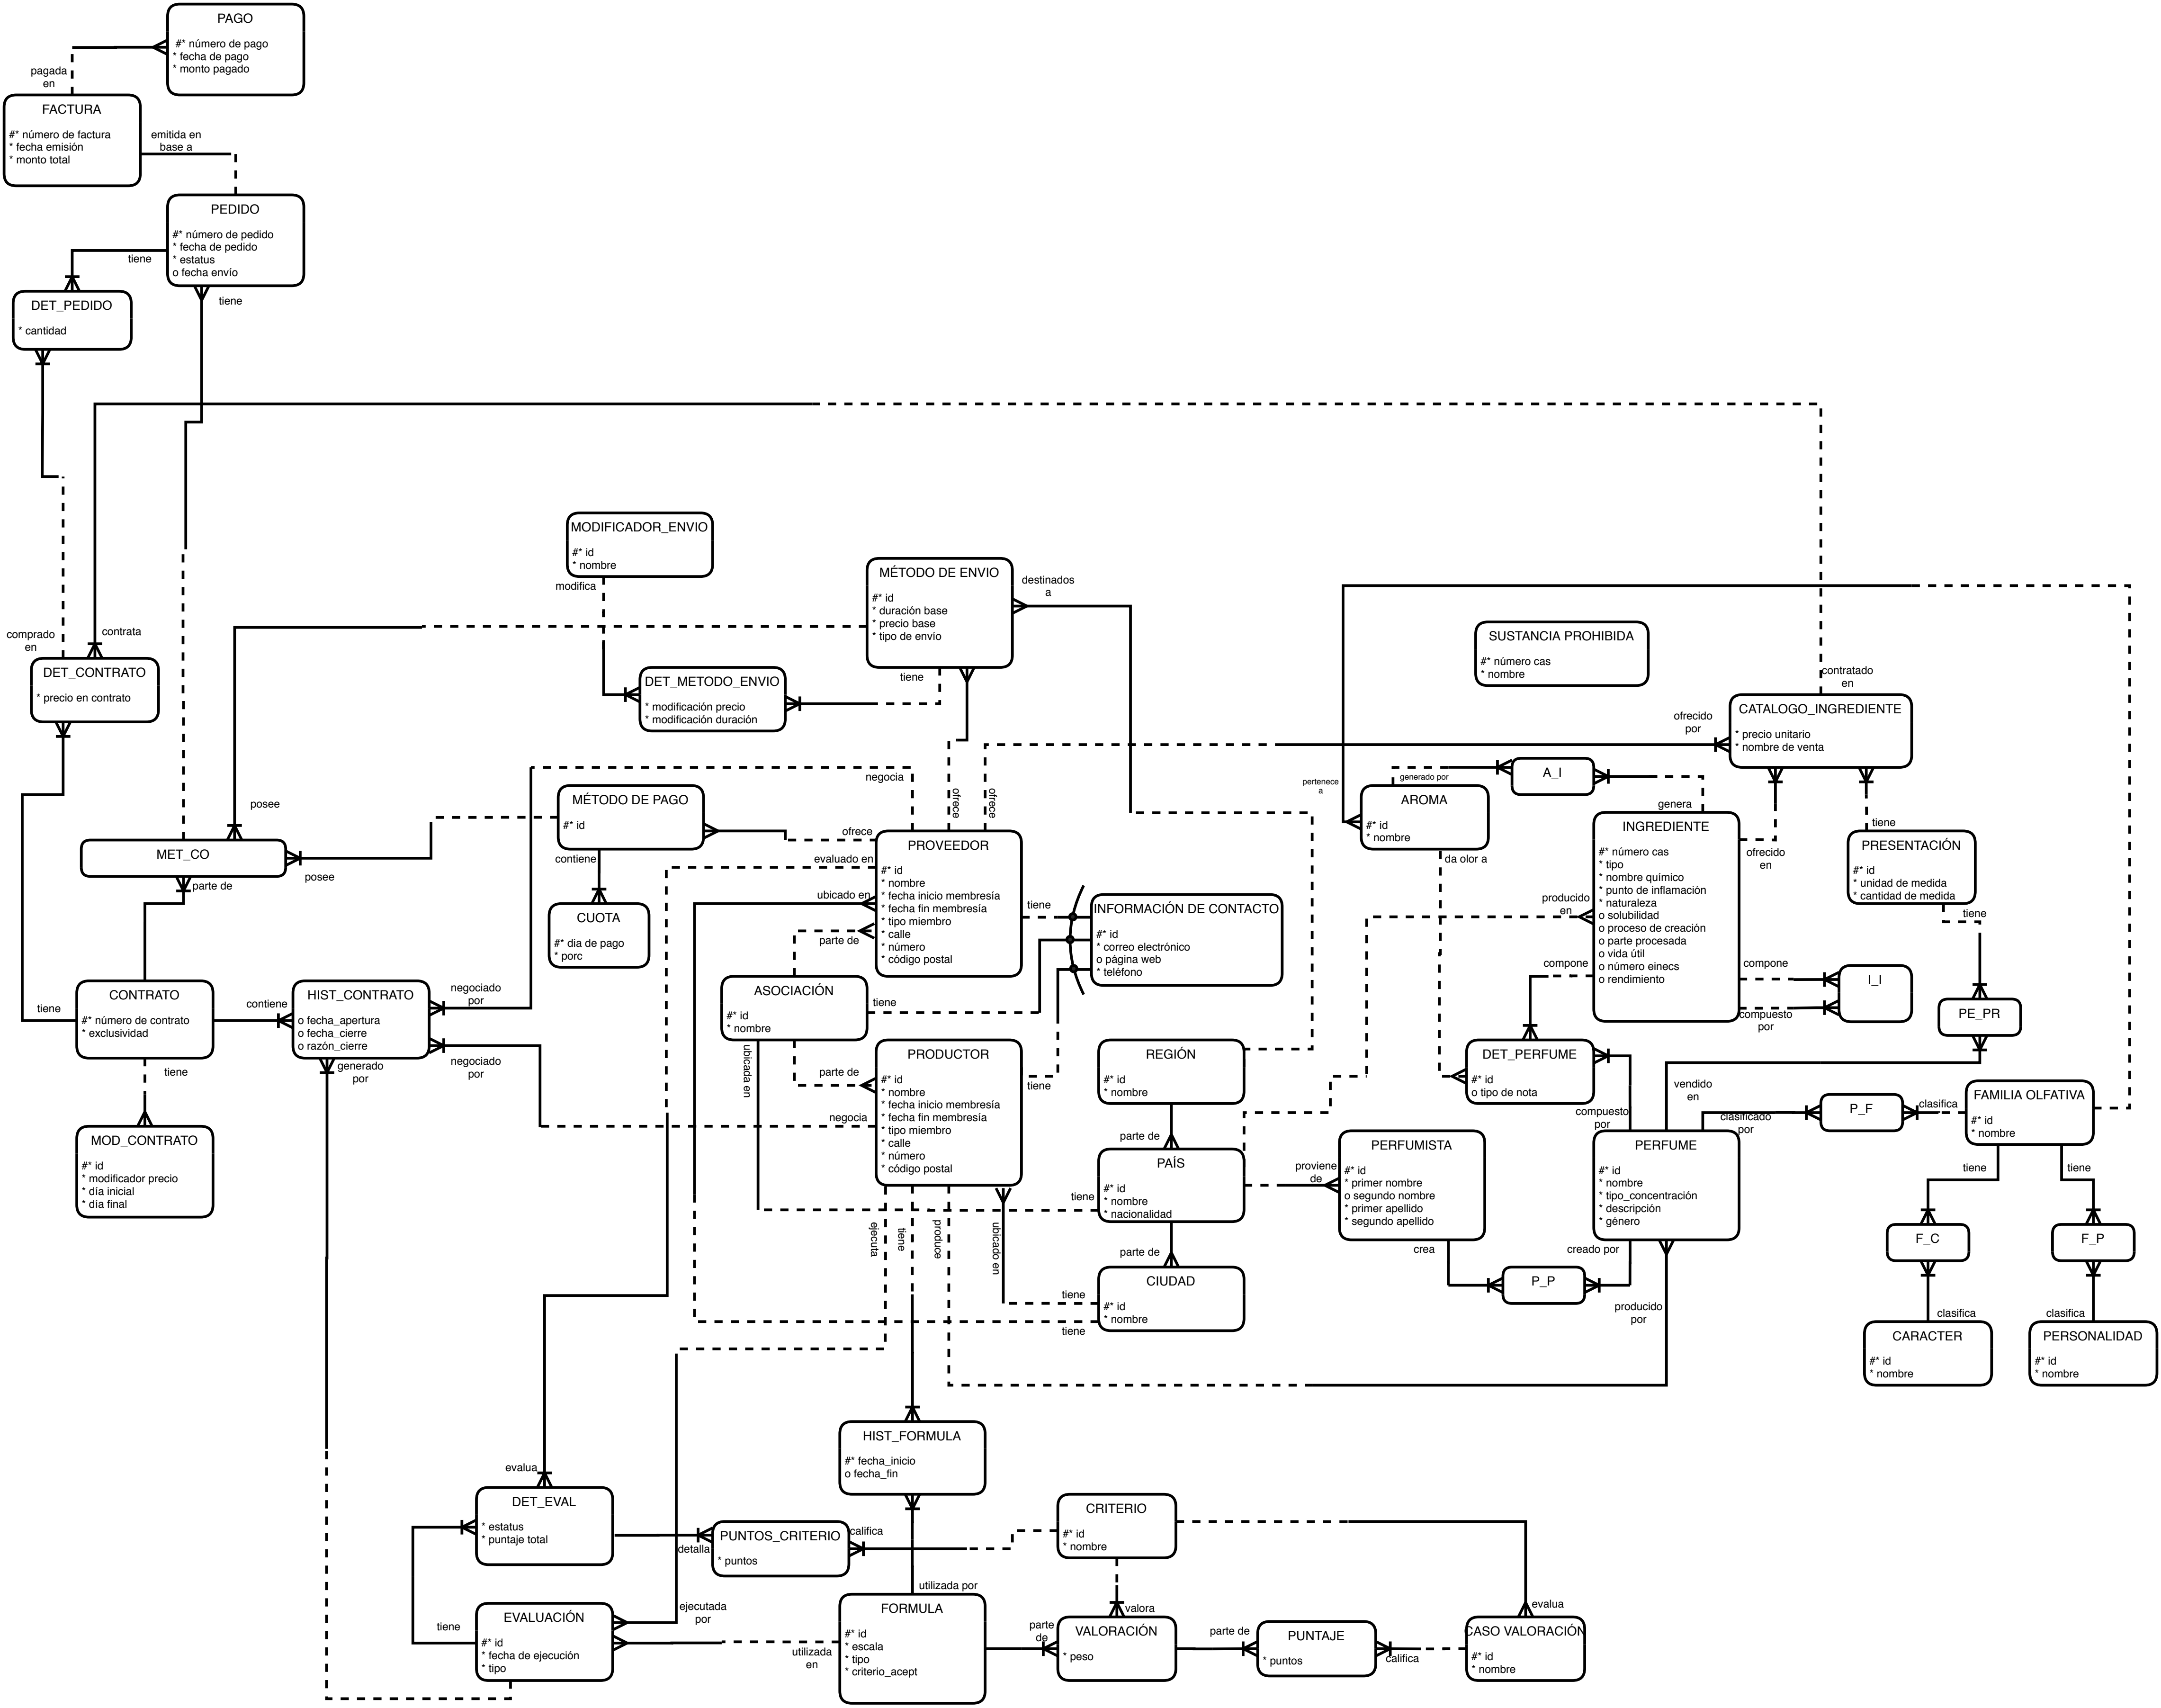 PAGO
#* número de pago
* fecha de pago
* monto pagado
pagada
en
FACTURA
#* número de factura
* fecha emisión
* monto total
emitida en
base a
PEDIDO
#* número de pedido
* fecha de pedido
* estatus
o fecha envío
tiene
tiene
DET_PEDIDO
* cantidad
MODIFICADOR_ENVIO
#* id
* nombre
modifica
MÉTODO DE ENVIO
#* id
* duración base
* precio base
* tipo de envío
destinados
a
tiene
DET_METODO_ENVIO
* modificación precio
* modificación duración
SUSTANCIA PROHIBIDA
#* número cas
* nombre
comprado
en
contrata
DET_CONTRATO
* precio en contrato
contratado
en
CATALOGO_INGREDIENTE
* precio unitario
* nombre de venta
ofrecido
por
negocia
ofrece
ofrece
posee
MÉTODO DE PAGO
#* id
contiene
ofrece
evaluado en
ubicado en
PROVEEDOR
#* id
* nombre
* fecha inicio membresía
* fecha fin membresía
* tipo miembro
* calle
* número
* código postal
pertenece
a
generado por
A_I
AROMA
#* id
* nombre
genera
da olor a
INGREDIENTE
#* número cas
* tipo
* nombre químico
* punto de inflamación
* naturaleza
o solubilidad
o proceso de creación
o parte procesada
o vida útil
o número einecs
o rendimiento
ofrecido
en
tiene
PRESENTACIÓN
#* id
* unidad de medida
* cantidad de medida
tiene
MET_CO
parte de
posee
CUOTA
#* dia de pago
* porc
parte de
tiene
INFORMACIÓN DE CONTACTO
#* id
* correo electrónico
o página web
* teléfono
producido
en
compone
compone
I_I
compuesto
por
PE_PR
CONTRATO
#* número de contrato
* exclusividad
tiene
contiene
HIST_CONTRATO
o fecha_apertura
o fecha_cierre
o razón_cierre
negociado
por
negociado
por
generado
por
tiene
ASOCIACIÓN
#* id
* nombre
tiene
ubicada en
parte de
negocia
PRODUCTOR
#* id
* nombre
* fecha inicio membresía
* fecha fin membresía
* tipo miembro
* calle
* número
* código postal
tiene
REGIÓN
#* id
* nombre
parte de
DET_PERFUME
#* id
o tipo de nota
compuesto
por
vendido
en
clasificado
por
P_F
clasifica
FAMILIA OLFATIVA
#* id
* nombre
MOD_CONTRATO
#* id
* modificador precio
* día inicial
* día final
PAÍS
#* id
* nombre
* nacionalidad
tiene
proviene
de
PERFUMISTA
#* id
* primer nombre
o segundo nombre
* primer apellido
* segundo apellido
PERFUME
#* id
* nombre
* tipo_concentración
* descripción
* género
tiene
tiene
ejecuta
tiene
produce
ubicado en
parte de
crea
creado por
F_C
F_P
tiene
CIUDAD
#* id
* nombre
tiene
P_P
producido
por
clasifica
clasifica
CARACTER
#* id
* nombre
PERSONALIDAD
#* id
* nombre
HIST_FORMULA
#* fecha_inicio
o fecha_fin
evalua
DET_EVAL
* estatus
* puntaje total
detalla
PUNTOS_CRITERIO
* puntos
califica
CRITERIO
#* id
* nombre
utilizada por
tiene
EVALUACIÓN
#* id
* fecha de ejecución
* tipo
ejecutada
por
utilizada
en
FORMULA
#* id
* escala
* tipo
* criterio_acept
parte
de
valora
VALORACIÓN
* peso
parte de
PUNTAJE
* puntos
califica
evalua
CASO VALORACIÓN
#* id
* nombre